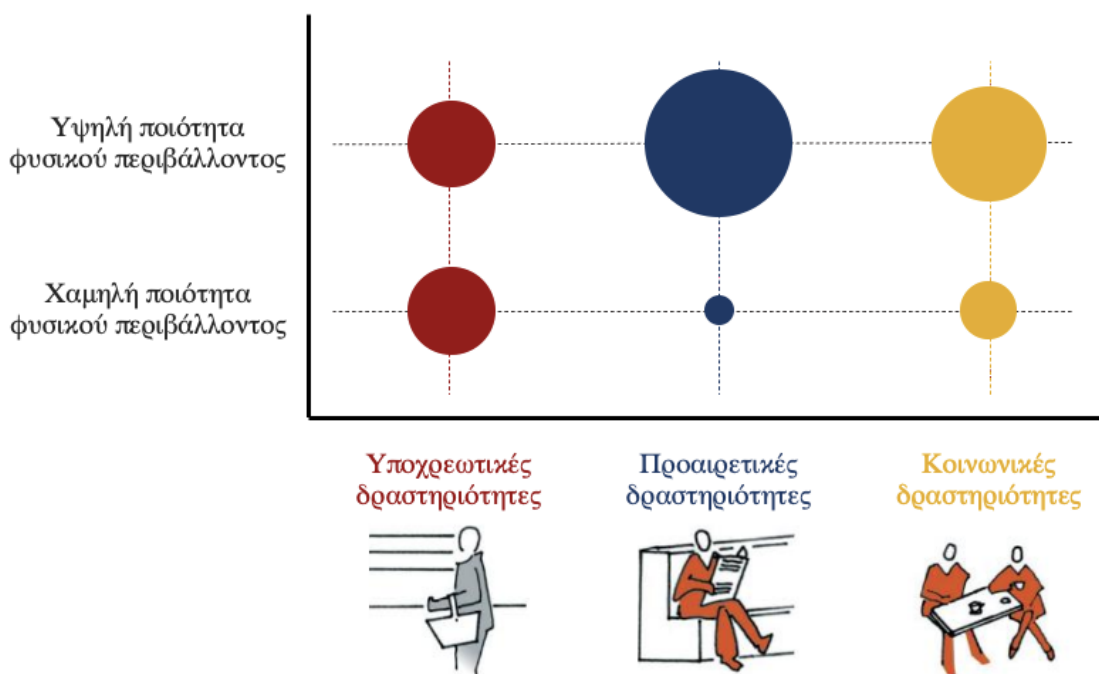 Υψηλή ποιότητα
φυσικού περιβάλλοντος
Χαμηλή ποιότητα
φυσικού περιβάλλοντος
Υποχρεωτικές
δραστηριότητες
Προαιρετικές
δραστηριότητες
Κοινωνικές
δραστηριότητες